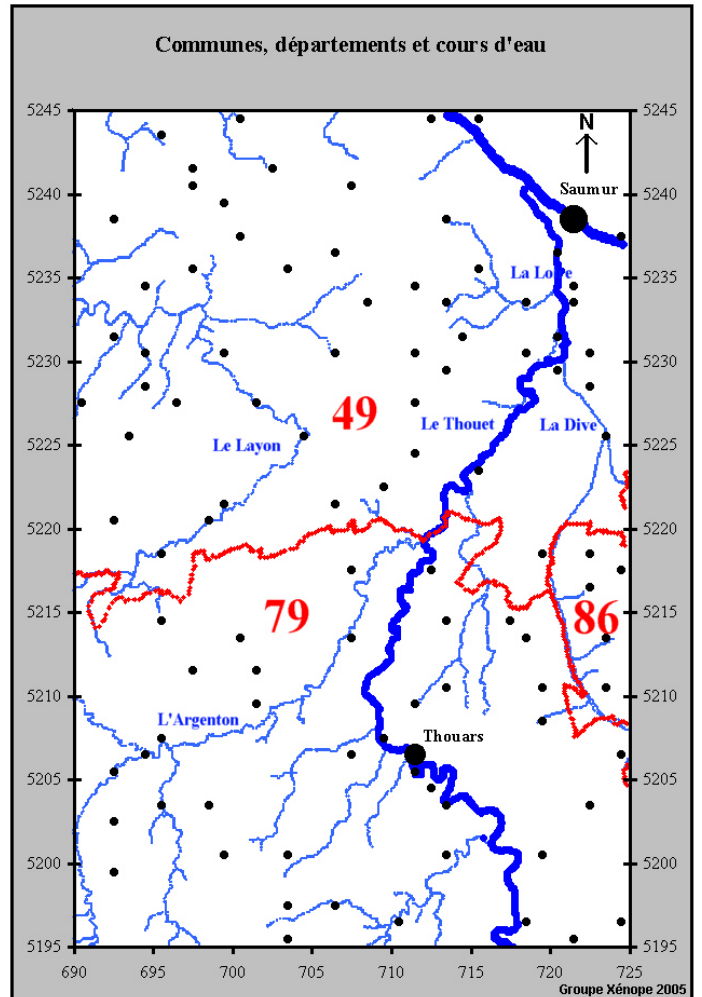 Communes, départements et cours d'eau
5245 5245
N
5240 Saumur 5240
5235 La Loire 5235
5230 5230
49
5225 Le Layon Le Thouet La Dive 5225
5220 5220
5215 79 86 5215
5210 5210
L'Argenton
Thouars
5205 5205
5200 5200
5195 5195
690 695 700 705 710 715 720 725
Groupe Xénope 2005